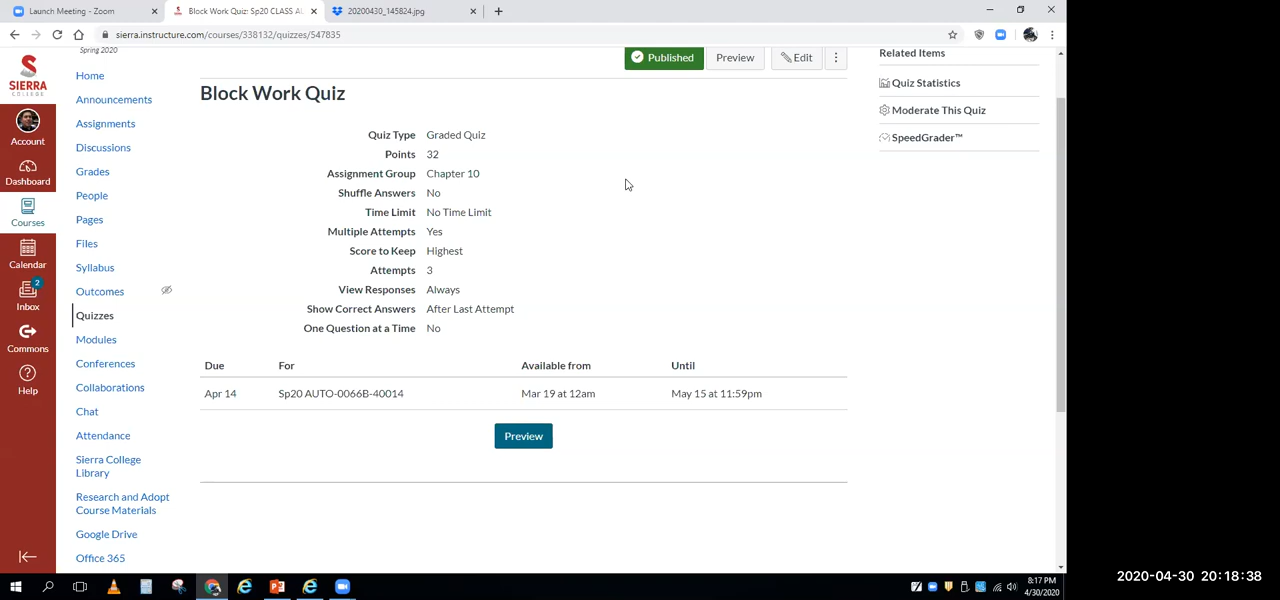 Launch Meeting - Zoom
Block Work Quiz: Sp20 CLASS AU
20200430_145824.jpg
sierra.instructure.com/courses/338132/quizzes/547835
SIERRA
COLLEGE
Account
Dashboard
Courses
Calendar
2
Inbox
Commons
Help
Spring 2020
Home
Announcements
Assignments
Discussions
Grades
People
Pages
Files
Syllabus
Outcomes
Quizzes
Modules
Conferences
Collaborations
Chat
Attendance
Sierra College
Library
Research and Adopt
Course Materials
Google Drive
Office 365
Published
Preview
Edit
Block Work Quiz
Quiz Type Graded Quiz
Points 32
Assignment Group Chapter 10
Shuffle Answers No
Time Limit No Time Limit
Multiple Attempts Yes
Score to Keep Highest
Attempts 3
View Responses Always
Show Correct Answers After Last Attempt
One Question at a Time No
Due For Available from Until
Apr 14 Sp20 AUTO-0066B-40014 Mar 19 at 12am May 15 at 11:59pm
Preview
Related Items
Quiz Statistics
Moderate This Quiz
SpeedGrader™
8:17 PM
4/30/2020
2020-04-30 20:18:38